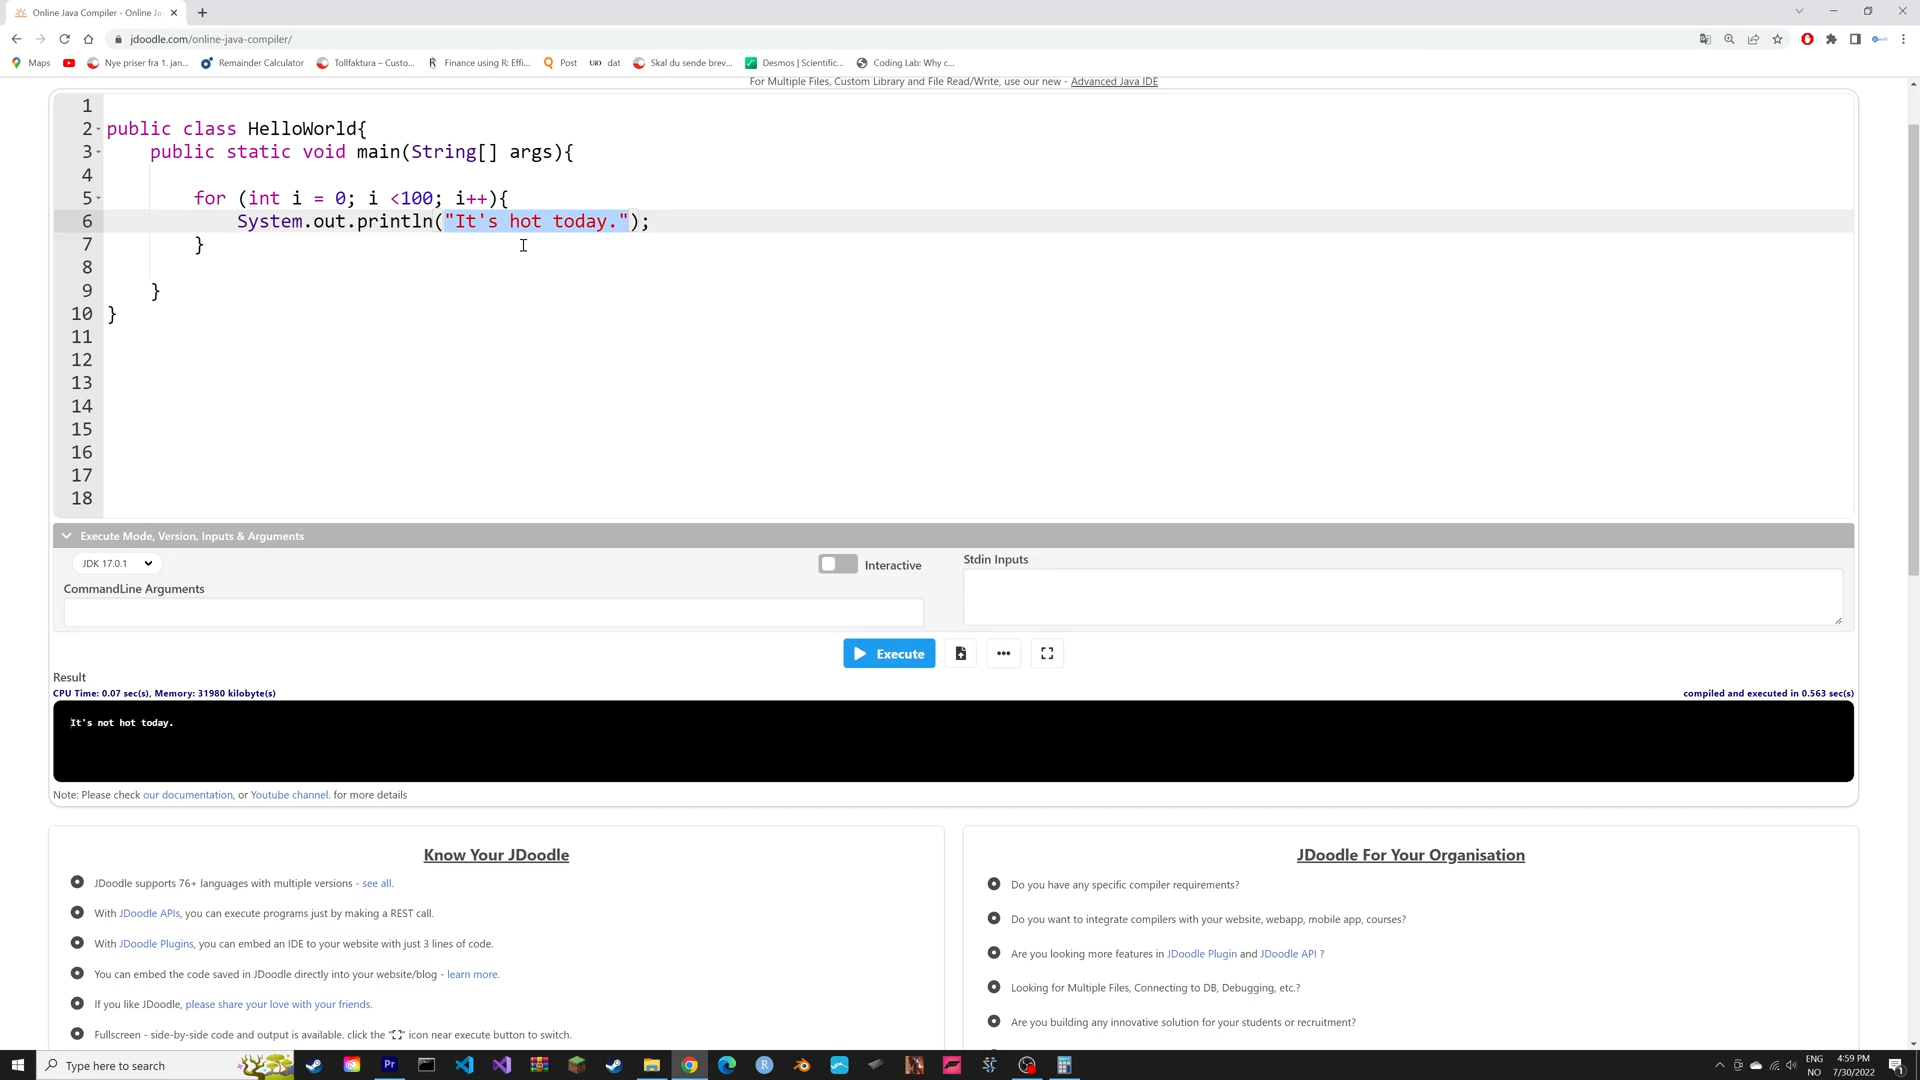 Online Java Compiler - Online Ja
jdoodle.com/online-java-compiler/
Maps
Nye priser fra 1. jan...
Remainder Calculator
Tollfaktura – Custo...
Finance using R: Effi...
Post
UiO dat
Skal du sende brev...
Desmos | Scientific...
Coding Lab: Why c...
For Multiple Files, Custom Library and File Read/Write, use our new - Advanced Java IDE
1
2 public class HelloWorld{
3 public static void main(String[] args){
4
5 for (int i = 0; i <100; i++){
6 System.out.println("It's hot today.");
7 }
8
9 }
10 }
11
12
13
14
15
16
17
18
Execute Mode, Version, Inputs & Arguments
JDK 17.0.1
Interactive
Stdin Inputs
CommandLine Arguments
Execute
Result
CPU Time: 0.07 sec(s), Memory: 31980 kilobyte(s)
compiled and executed in 0.563 sec(s)
It's not hot today.
Note: Please check our documentation, or Youtube channel. for more details
Know Your JDoodle
JDoodle supports 76+ languages with multiple versions - see all.
With JDoodle APIs, you can execute programs just by making a REST call.
With JDoodle Plugins, you can embed an IDE to your website with just 3 lines of code.
You can embed the code saved in JDoodle directly into your website/blog - learn more.
If you like JDoodle, please share your love with your friends.
Fullscreen - side-by-side code and output is available. click the "⛶" icon near execute button to switch.
JDoodle For Your Organisation
Do you have any specific compiler requirements?
Do you want to integrate compilers with your website, webapp, mobile app, courses?
Are you looking more features in JDoodle Plugin and JDoodle API ?
Looking for Multiple Files, Connecting to DB, Debugging, etc.?
Are you building any innovative solution for your students or recruitment?
Type here to search
Pr
R
ENG
NO
4:59 PM
7/30/2022
1